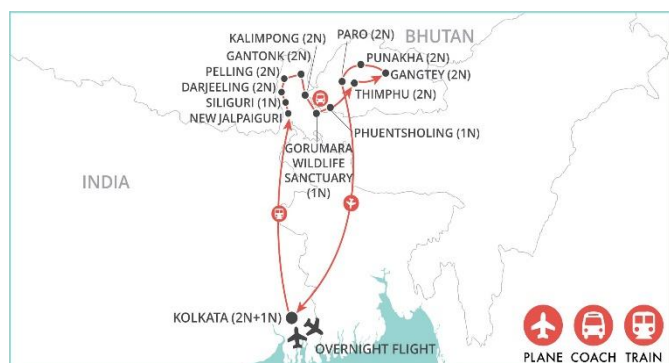 KALIMPONG (2N)
PARO (2N)
BHUTAN
GANTONK (2N)
PUNAKHA (2N)
PELLING (2N)
GANGTEY (2N)
DARJEELING (2N)
THIMPHU (2N)
SILIGURI (1N)
NEW JALPAIGURI
PHUENTSHOLING (1N)
GORUMARA
WILDLIFE
SANCTUARY
(1N)
INDIA
KOLKATA (2N+1N)
OVERNIGHT FLIGHT
PLANE COACH TRAIN